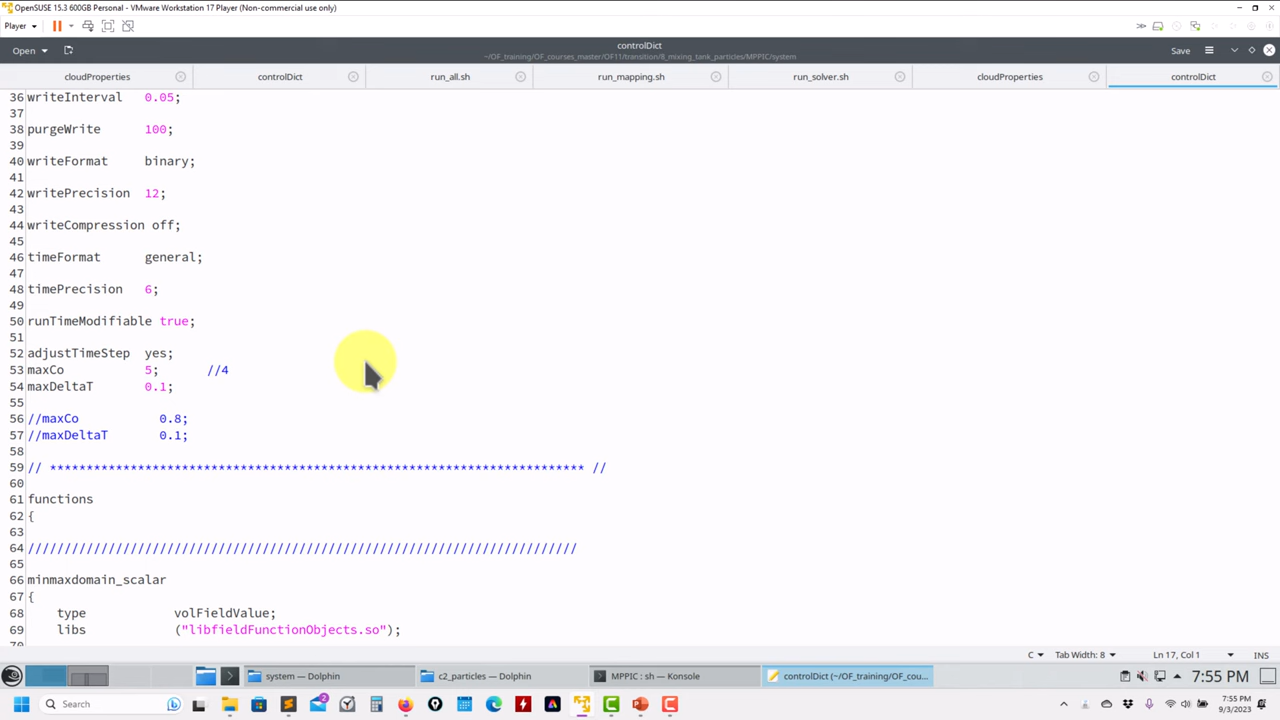 OpenSUSE 15.3 600GB Personal - VMware Workstation 17 Player (Non-commercial use only)
Player
Open
controlDict
~/OF_training/OF_courses_master/OF11/transition/8_mixing_tank_particles/MPPIC/system
Save
cloudProperties controlDict run_all.sh run_mapping.sh run_solver.sh cloudProperties controlDict
36 writeInterval 0.05;
37
38 purgeWrite 100;
39
40 writeFormat binary;
41
42 writePrecision 12;
43
44 writeCompression off;
45
46 timeFormat general;
47
48 timePrecision 6;
49
50 runTimeModifiable true;
51
52 adjustTimeStep yes;
53 maxCo 5; //4
54 maxDeltaT 0.1;
55
56 //maxCo 0.8;
57 //maxDeltaT 0.1;
58
59 // ************************************************************************* //
60
61 functions
62 {
63
64 ///////////////////////////////////////////////////////////////////////////////
65
66 minmaxdomain_scalar
67 {
68 type volFieldValue;
69 libs ("libfieldFunctionObjects.so");
70
C Tab Width: 8 Ln 17, Col 1 INS
system — Dolphin c2_particles — Dolphin MPPIC : sh — Konsole controlDict (~/OF_training/OF_cou... 7:55 PM
Search 2 7:55 PM
9/3/2023